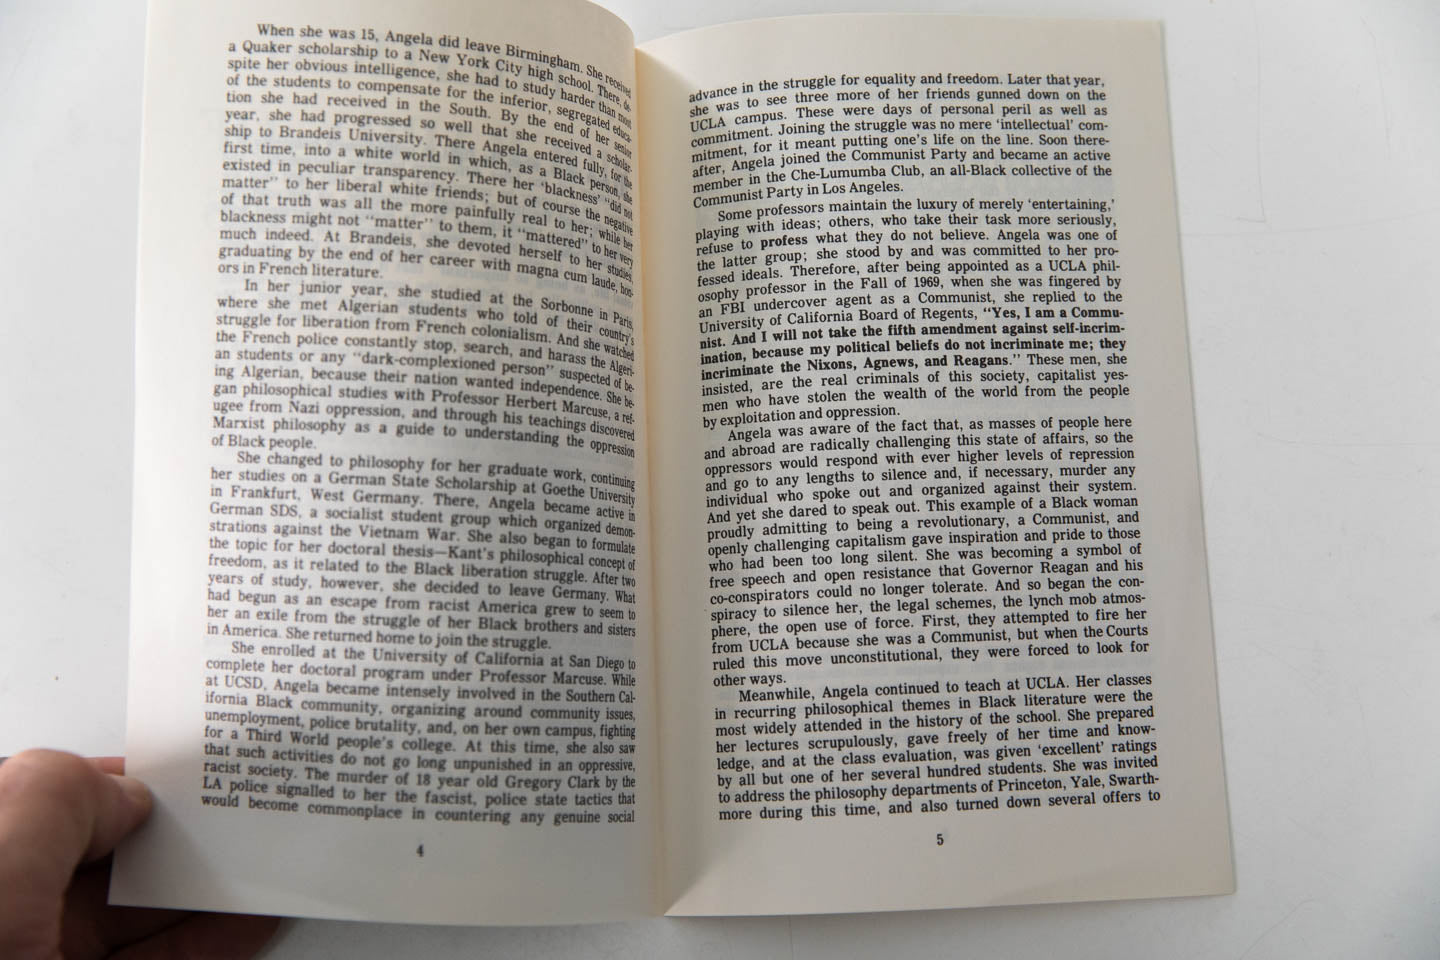 When she was 15, Angela did leave Birmingham. She received
a Quaker scholarship to a New York City high school. There, de-
spite her obvious intelligence, she had to study harder than most
of the students to compensate for the inferior, segregated educa-
tion she had received in the South. By the end of her senior
year, she had progressed so well that she received a scholar-
ship to Brandeis University. There Angela entered fully, for the
first time, into a white world in which, as a Black person, she
existed in peculiar transparency. There her 'blackness' "did not
matter" to her liberal white friends; but of course the negative
of that truth was all the more painfully real to her; while her
blackness might not "matter" to them, it "mattered" to her very
much indeed. At Brandeis, she devoted herself to her studies,
graduating by the end of her career with magna cum laude, hon-
ors in French literature.
In her junior year, she studied at the Sorbonne in Paris,
where she met Algerian students who told of their country's
struggle for liberation from French colonialism. And she watched
the French police constantly stop, search, and harass the Algeri-
an students or any "dark-complexioned person" suspected of be-
ing Algerian, because their nation wanted independence. She be-
gan philosophical studies with Professor Herbert Marcuse, a ref-
ugee from Nazi oppression, and through his teachings discovered
Marxist philosophy as a guide to understanding the oppression
of Black people.
She changed to philosophy for her graduate work, continuing
her studies on a German State Scholarship at Goethe University
in Frankfurt, West Germany. There, Angela became active in
German SDS, a socialist student group which organized demon-
strations against the Vietnam War. She also began to formulate
the topic for her doctoral thesis—Kant's philosophical concept of
freedom, as it related to the Black liberation struggle. After two
years of study, however, she decided to leave Germany. What
had begun as an escape from racist America grew to seem to
her an exile from the struggle of her Black brothers and sisters
in America. She returned home to join the struggle.
She enrolled at the University of California at San Diego to
complete her doctoral program under Professor Marcuse. While
at UCSD, Angela became intensely involved in the Southern Cal-
ifornia Black community, organizing around community issues,
unemployment, police brutality, and, on her own campus, fighting
for a Third World people's college. At this time, she also saw
that such activities do not go long unpunished in an oppressive,
racist society. The murder of 18 year old Gregory Clark by the
LA police signalled to her the fascist, police state tactics that
would become commonplace in countering any genuine social
4
advance in the struggle for equality and freedom. Later that year,
she was to see three more of her friends gunned down on the
UCLA campus. These were days of personal peril as well as
commitment. Joining the struggle was no mere 'intellectual' com-
mitment, for it meant putting one's life on the line. Soon there-
after, Angela joined the Communist Party and became an active
member in the Che-Lumumba Club, an all-Black collective of the
Communist Party in Los Angeles.
Some professors maintain the luxury of merely 'entertaining,'
playing with ideas; others, who take their task more seriously,
refuse to profess what they do not believe. Angela was one of
the latter group; she stood by and was committed to her pro-
fessed ideals. Therefore, after being appointed as a UCLA phil-
osophy professor in the Fall of 1969, when she was fingered by
an FBI undercover agent as a Communist, she replied to the
University of California Board of Regents, "Yes, I am a Commu-
nist. And I will not take the fifth amendment against self-incrim-
ination, because my political beliefs do not incriminate me; they
incriminate the Nixons, Agnews, and Reagans." These men, she
insisted, are the real criminals of this society, capitalist yes-
men who have stolen the wealth of the world from the people
by exploitation and oppression.
Angela was aware of the fact that, as masses of people here
and abroad are radically challenging this state of affairs, so the
oppressors would respond with ever higher levels of repression
and go to any lengths to silence and, if necessary, murder any
individual who spoke out and organized against their system.
And yet she dared to speak out. This example of a Black woman
proudly admitting to being a revolutionary, a Communist, and
openly challenging capitalism gave inspiration and pride to those
who had been too long silent. She was becoming a symbol of
free speech and open resistance that Governor Reagan and his
co-conspirators could no longer tolerate. And so began the con-
spiracy to silence her, the legal schemes, the lynch mob atmos-
phere, the open use of force. First, they attempted to fire her
from UCLA because she was a Communist, but when the Courts
ruled this move unconstitutional, they were forced to look for
other ways.
Meanwhile, Angela continued to teach at UCLA. Her classes
in recurring philosophical themes in Black literature were the
most widely attended in the history of the school. She prepared
her lectures scrupulously, gave freely of her time and know-
ledge, and at the class evaluation, was given 'excellent' ratings
by all but one of her several hundred students. She was invited
to address the philosophy departments of Princeton, Yale, Swarth-
more during this time, and also turned down several offers to
5